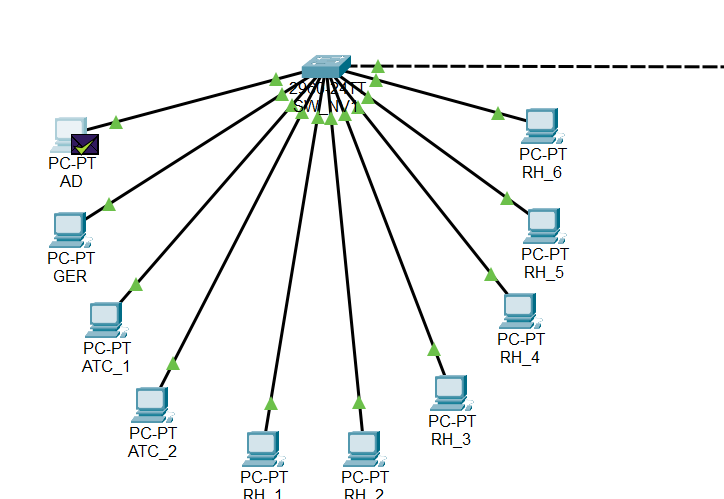 2960-24TT
SW_NV1
PC-PT
AD
PC-PT
GER
PC-PT
ATC_1
PC-PT
ATC_2
PC-PT
RH_1
PC-PT
RH_2
PC-PT
RH_3
PC-PT
RH_4
PC-PT
RH_5
PC-PT
RH_6